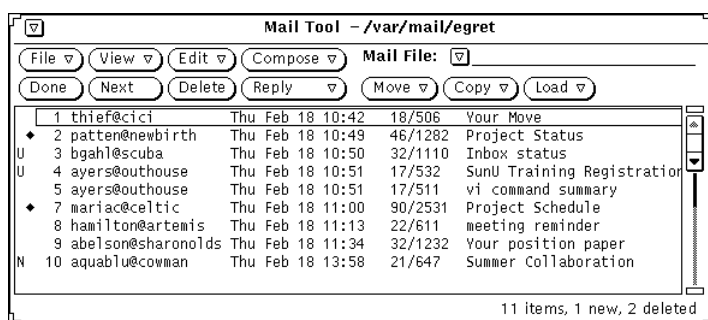 Mail Tool - /var/mail/egret
File View Edit Compose Mail File:
Done Next Delete Reply Move Copy Load
1 thief@cici Thu Feb 18 10:42 18/506 Your Move
2 patten@newbirth Thu Feb 18 10:49 46/1282 Project Status
U 3 bgahl@scuba Thu Feb 18 10:50 32/1110 Inbox status
U 4 ayers@outhouse Thu Feb 18 10:51 17/532 SunU Training Registration
5 ayers@outhouse Thu Feb 18 10:51 17/511 vi command summary
7 mariac@celtic Thu Feb 18 11:00 90/2531 Project Schedule
8 hamilton@artemis Thu Feb 18 11:13 22/611 meeting reminder
9 abelson@sharonolds Thu Feb 18 11:34 32/1232 Your position paper
N 10 aquablu@cowman Thu Feb 18 13:58 21/647 Summer Collaboration
11 items, 1 new, 2 deleted